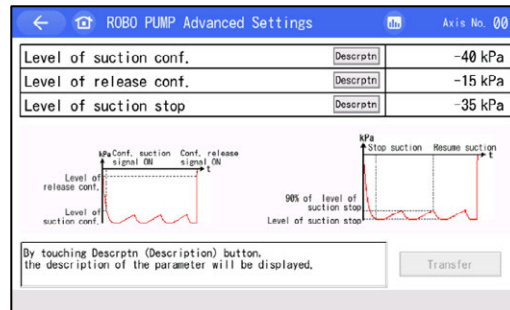 ROBO PUMP Advanced Settings Axis No. 00
Level of suction conf. Descrptn -40 kPa
Level of release conf. Descrptn -15 kPa
Level of suction stop Descrptn -35 kPa
kPa
Conf. suction signal ON
Conf. release signal ON
t
Level of
release conf.
Level of
suction conf.
kPa
Stop suction Resume suction
t
90% of level of
suction stop
Level of suction stop
By touching Descrptn (Description) button,
the description of the parameter will be displayed.
Transfer